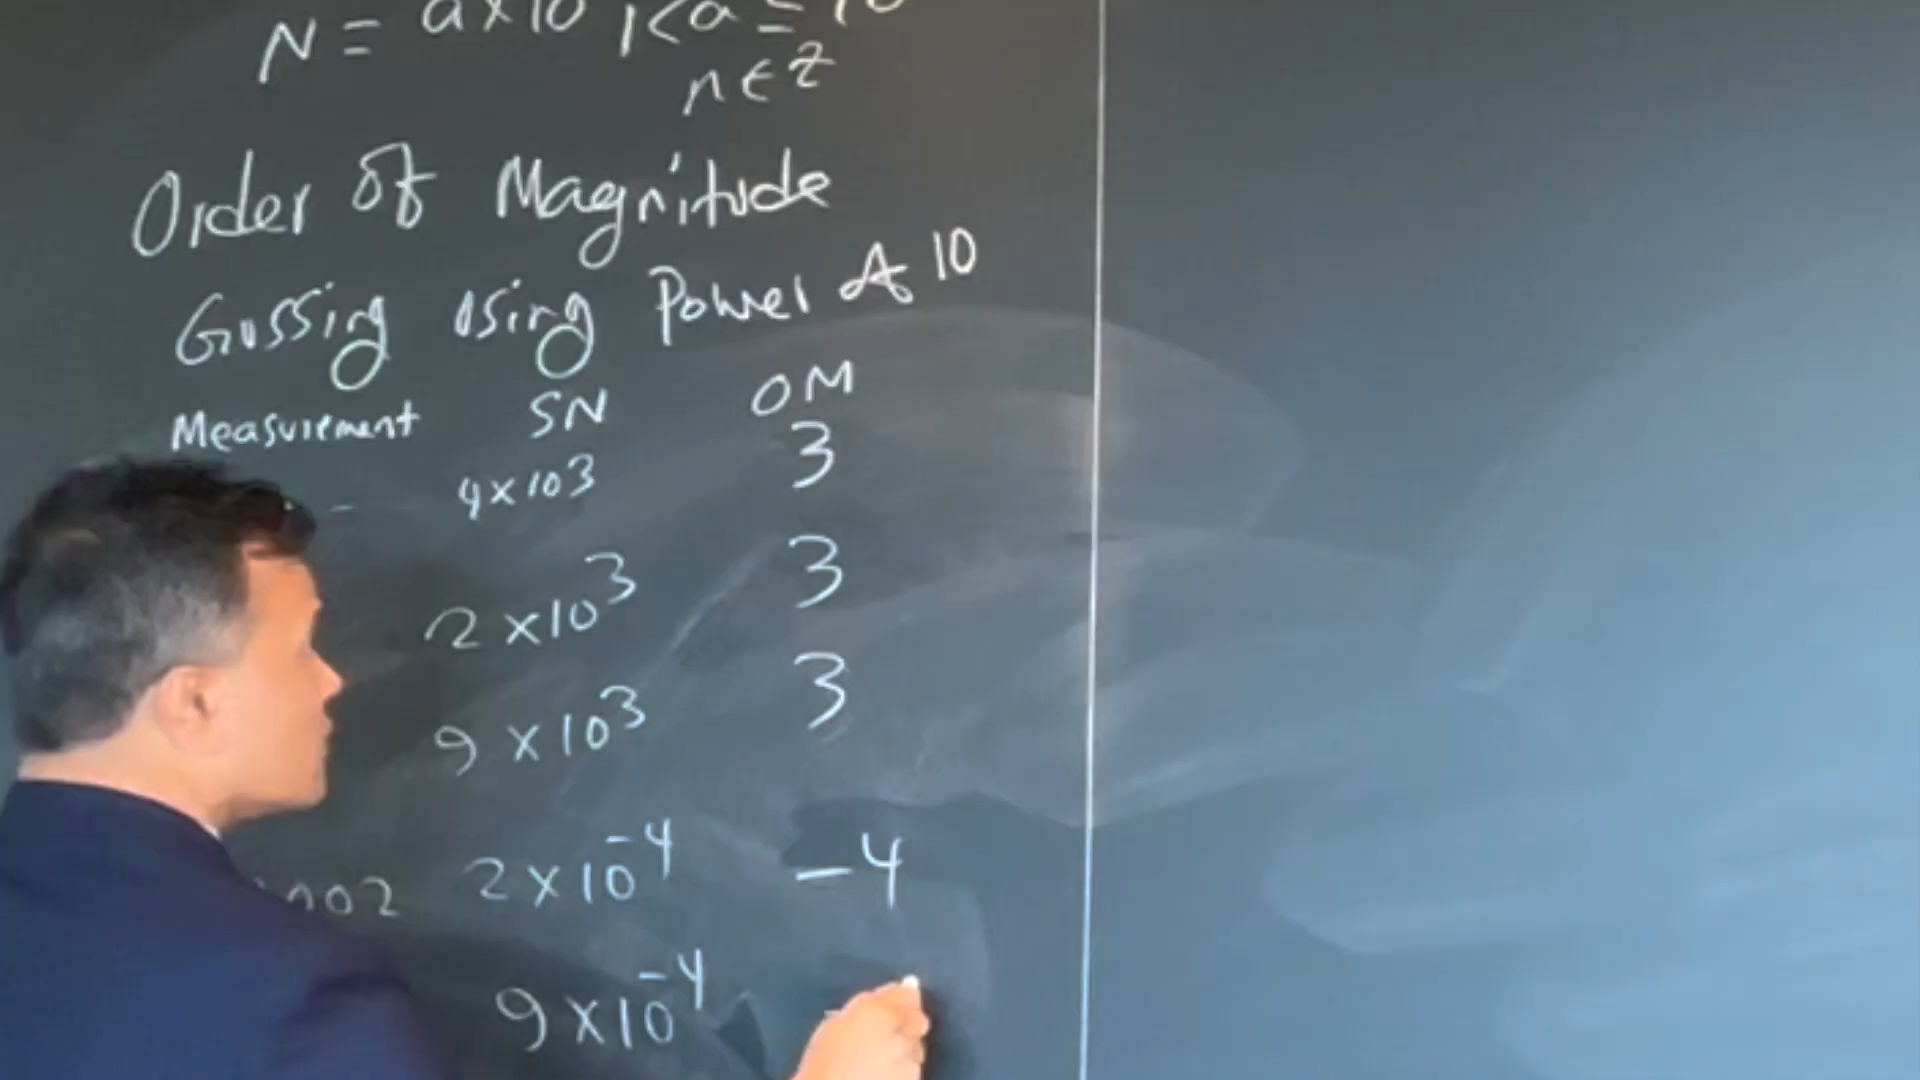 N = a×10 1<a≤10
n∈Z
Order of Magnitude
Gussing Using Power of 10
Measurement SN OM
4×10³ 3
2×10³ 3
9×10³ 3
002 2×10⁻⁴ -4
9×10⁻⁴ -